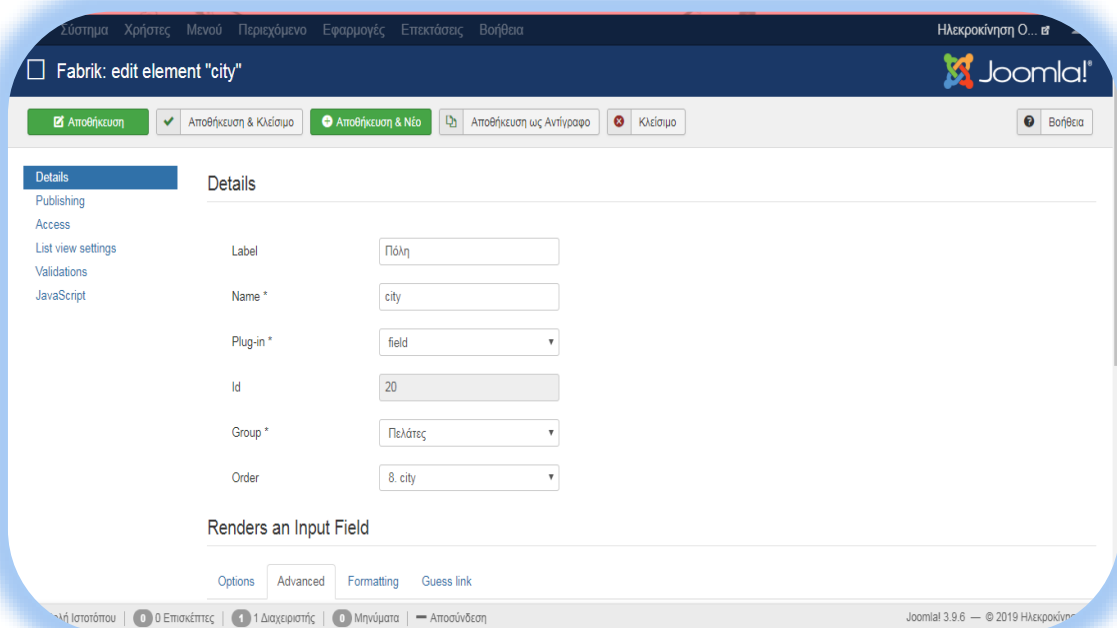 Σύστημα Χρήστες Μενού Περιεχόμενο Εφαρμογές Επεκτάσεις Βοήθεια Ηλεκροκίνηση Ο...
Fabrik: edit element "city" Joomla!®
Αποθήκευση Αποθήκευση & Κλείσιμο Αποθήκευση & Νέο Αποθήκευση ως Αντίγραφο Κλείσιμο Βοήθεια
Details
Publishing
Access
List view settings
Validations
JavaScript
Details
Label Πόλη
Name * city
Plug-in * field
Id 20
Group * Πελάτες
Order 8. city
Renders an Input Field
Options Advanced Formatting Guess link
Ιστοτόπου 0 0 Επισκέπτες 1 1 Διαχειριστής 0 Μηνύματα Αποσύνδεση Joomla! 3.9.6 — © 2019